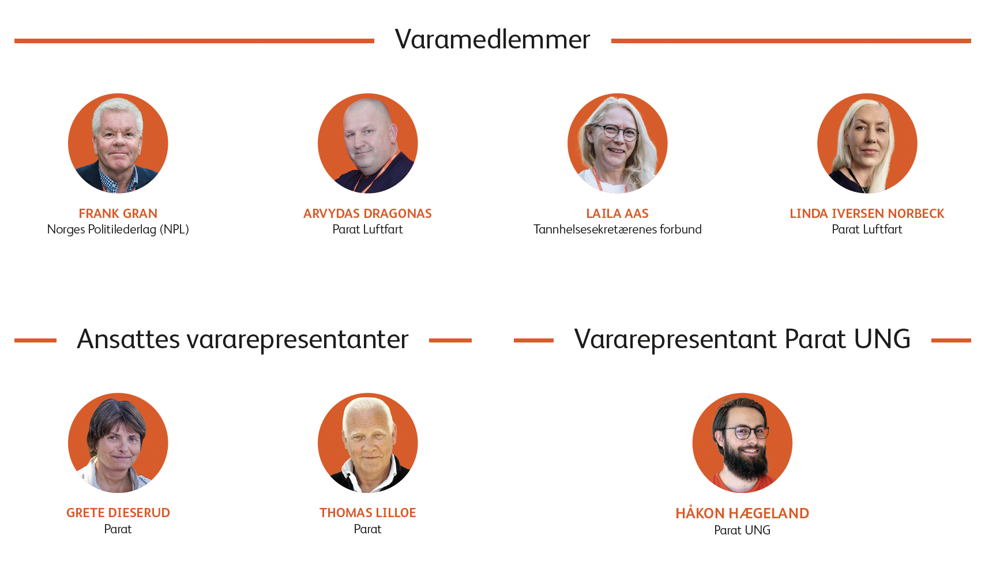 Varamedlemmer
FRANK GRAN
Norges Politilederlag (NPL)
ARVYDAS DRAGONAS
Parat Luftfart
LAILA AAS
Tannhelsesekretærenes forbund
LINDA IVERSEN NORBECK
Parat Luftfart
Ansattes vararepresentanter
GRETE DIESERUD
Parat
THOMAS LILLOE
Parat
Vararepresentant Parat UNG
HÅKON HÆGELAND
Parat UNG